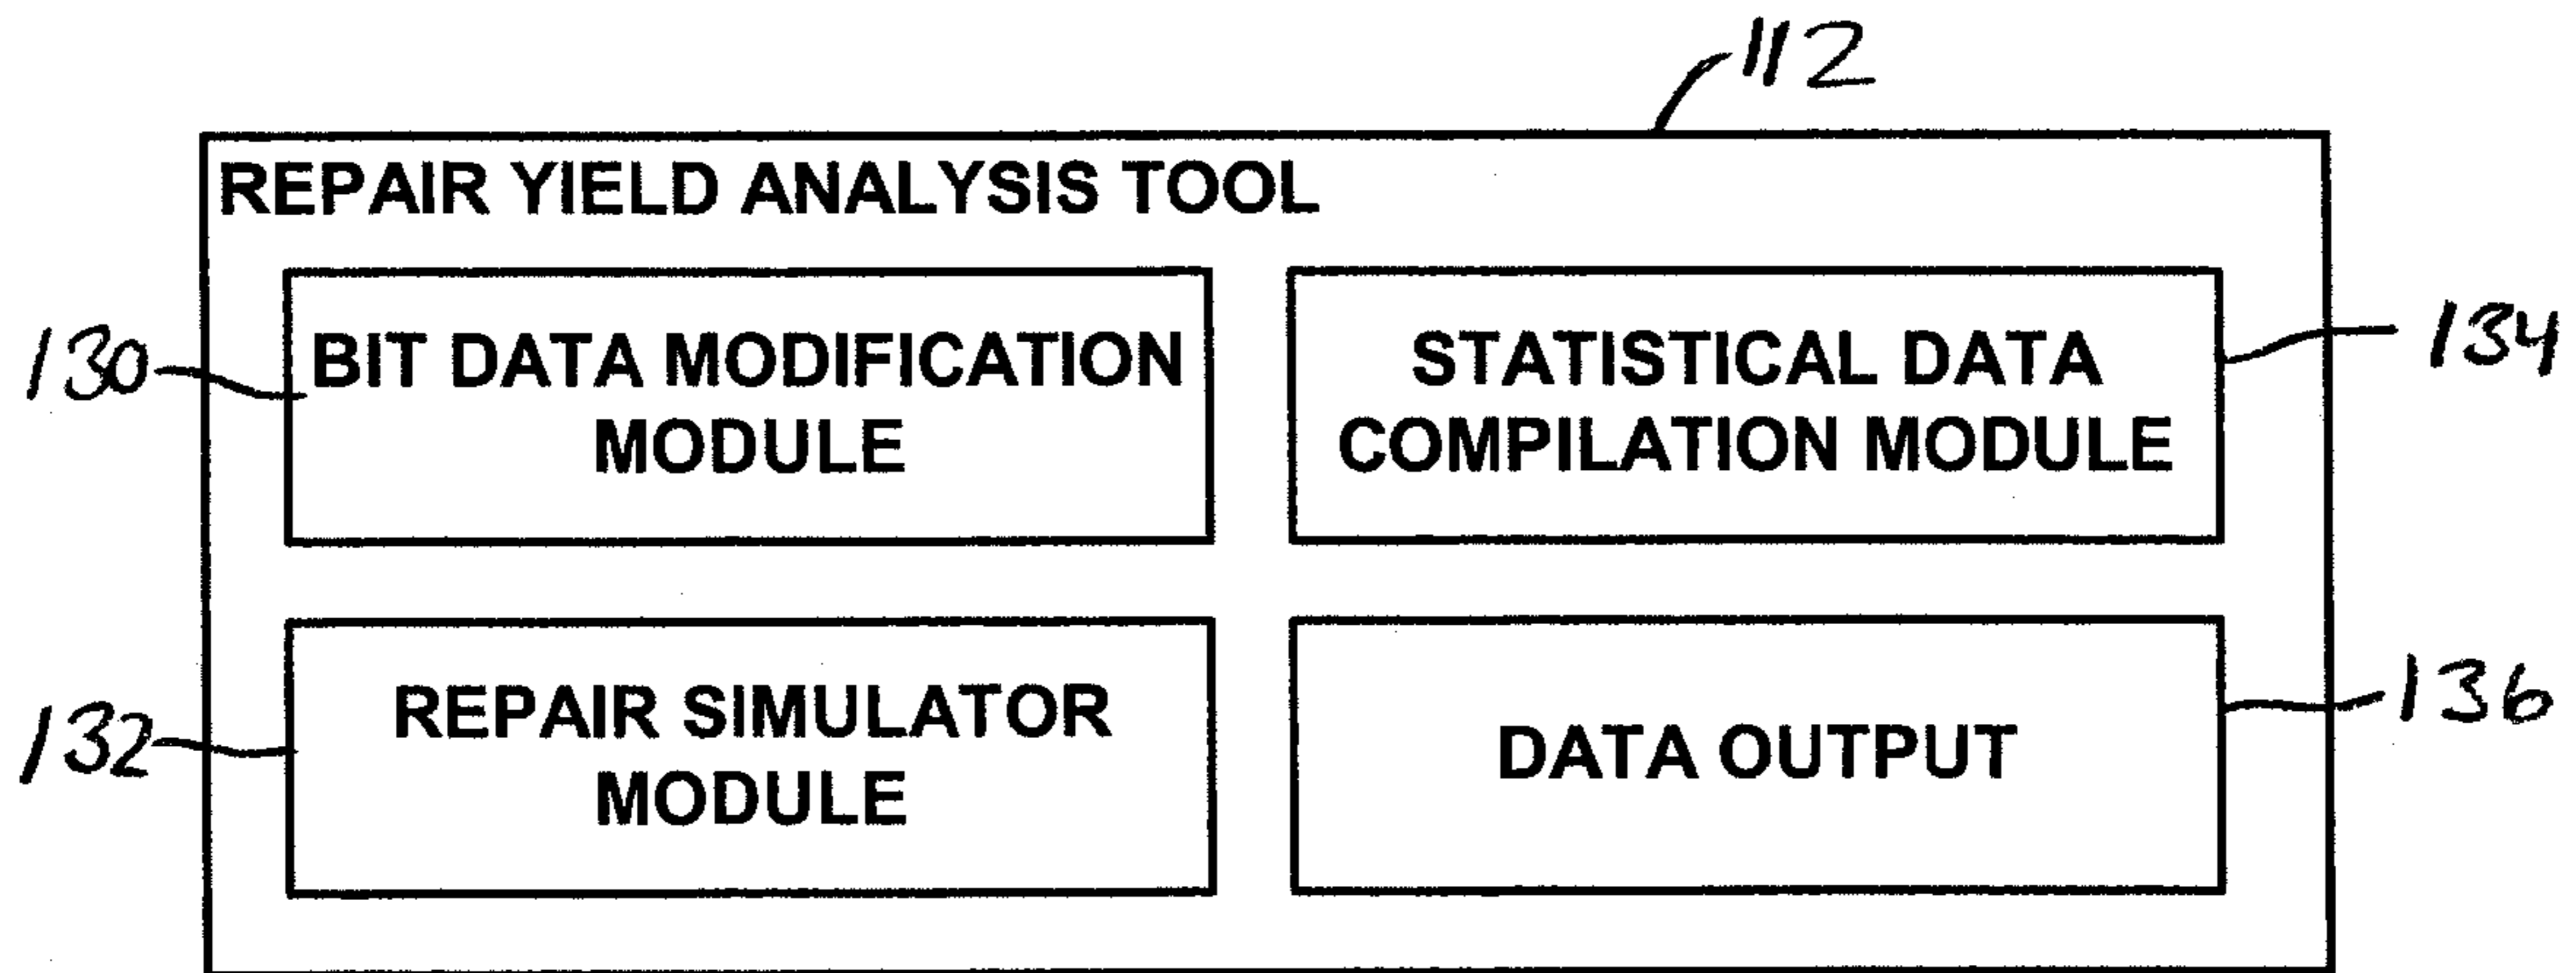 112
REPAIR YIELD ANALYSIS TOOL
130
BIT DATA MODIFICATION
MODULE
STATISTICAL DATA
COMPILATION MODULE
134
132
REPAIR SIMULATOR
MODULE
DATA OUTPUT
136